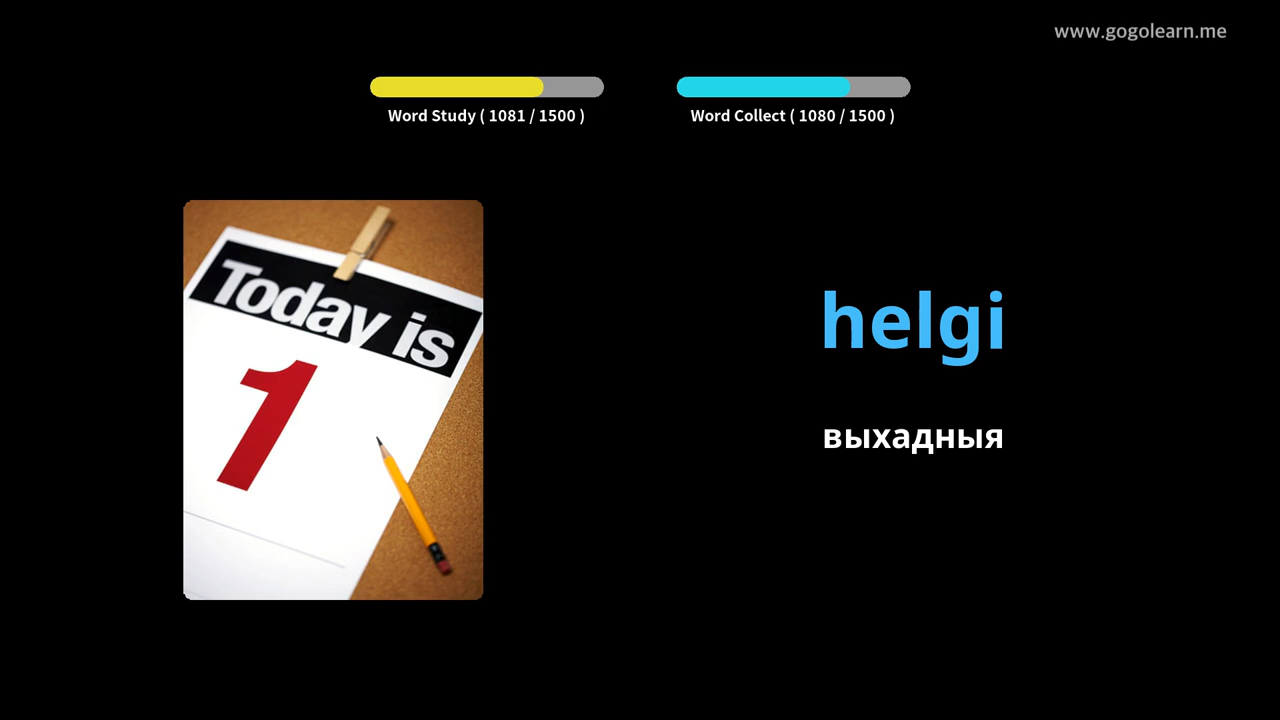 www.gogolearn.me
Word Study ( 1081 / 1500 )
Word Collect ( 1080 / 1500 )
Today is
1
helgi
выхадныя